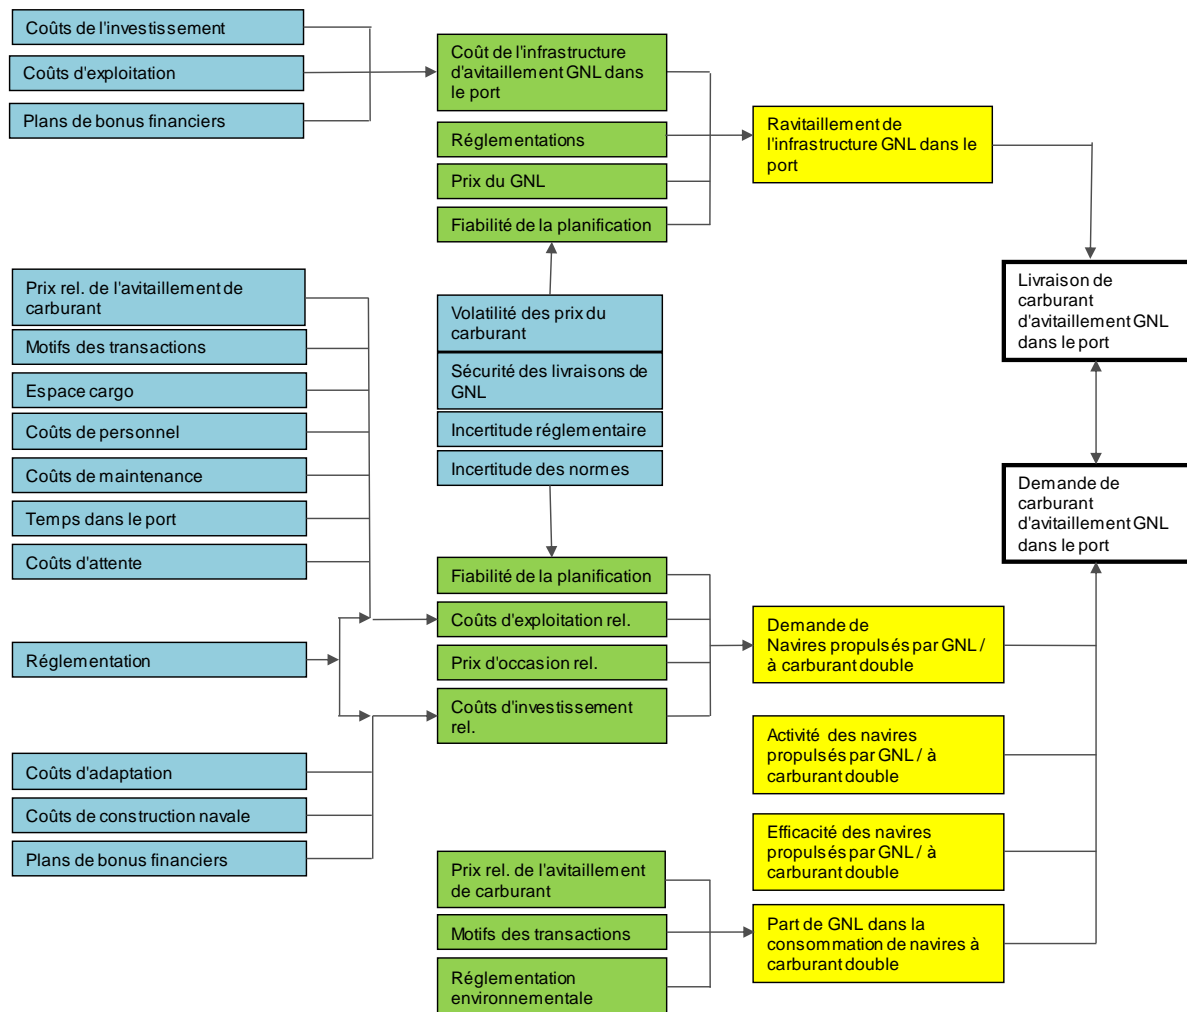 Coûts de l'investissement
Coûts d'exploitation
Plans de bonus financiers
Coût de l'infrastructure
d'avitaillement GNL dans
le port
Réglementations
Prix du GNL
Fiabilité de la planification
Ravitaillement de
l'infrastructure GNL dans le
port
Prix rel. de l'avitaillement de
carburant
Motifs des transactions
Espace cargo
Coûts de personnel
Coûts de maintenance
Temps dans le port
Coûts d'attente
Réglementation
Coûts d'adaptation
Coûts de construction navale
Plans de bonus financiers
Volatilité des prix du
carburant
Sécurité des livraisons de
GNL
Incertitude réglementaire
Incertitude des normes
Fiabilité de la planification
Coûts d'exploitation rel.
Prix d'occasion rel.
Coûts d'investissement
rel.
Prix rel. de l'avitaillement
de carburant
Motifs des transactions
Réglementation
environnementale
Demande de
Navires propulsés par GNL /
à carburant double
Activité des navires
propulsés par GNL / à
carburant double
Efficacité des navires
propulsés par GNL / à
carburant double
Part de GNL dans la
consommation de navires à
carburant double
Livraison de
carburant
d'avitaillement GNL
dans le port
Demande de
carburant
d'avitaillement GNL
dans le port